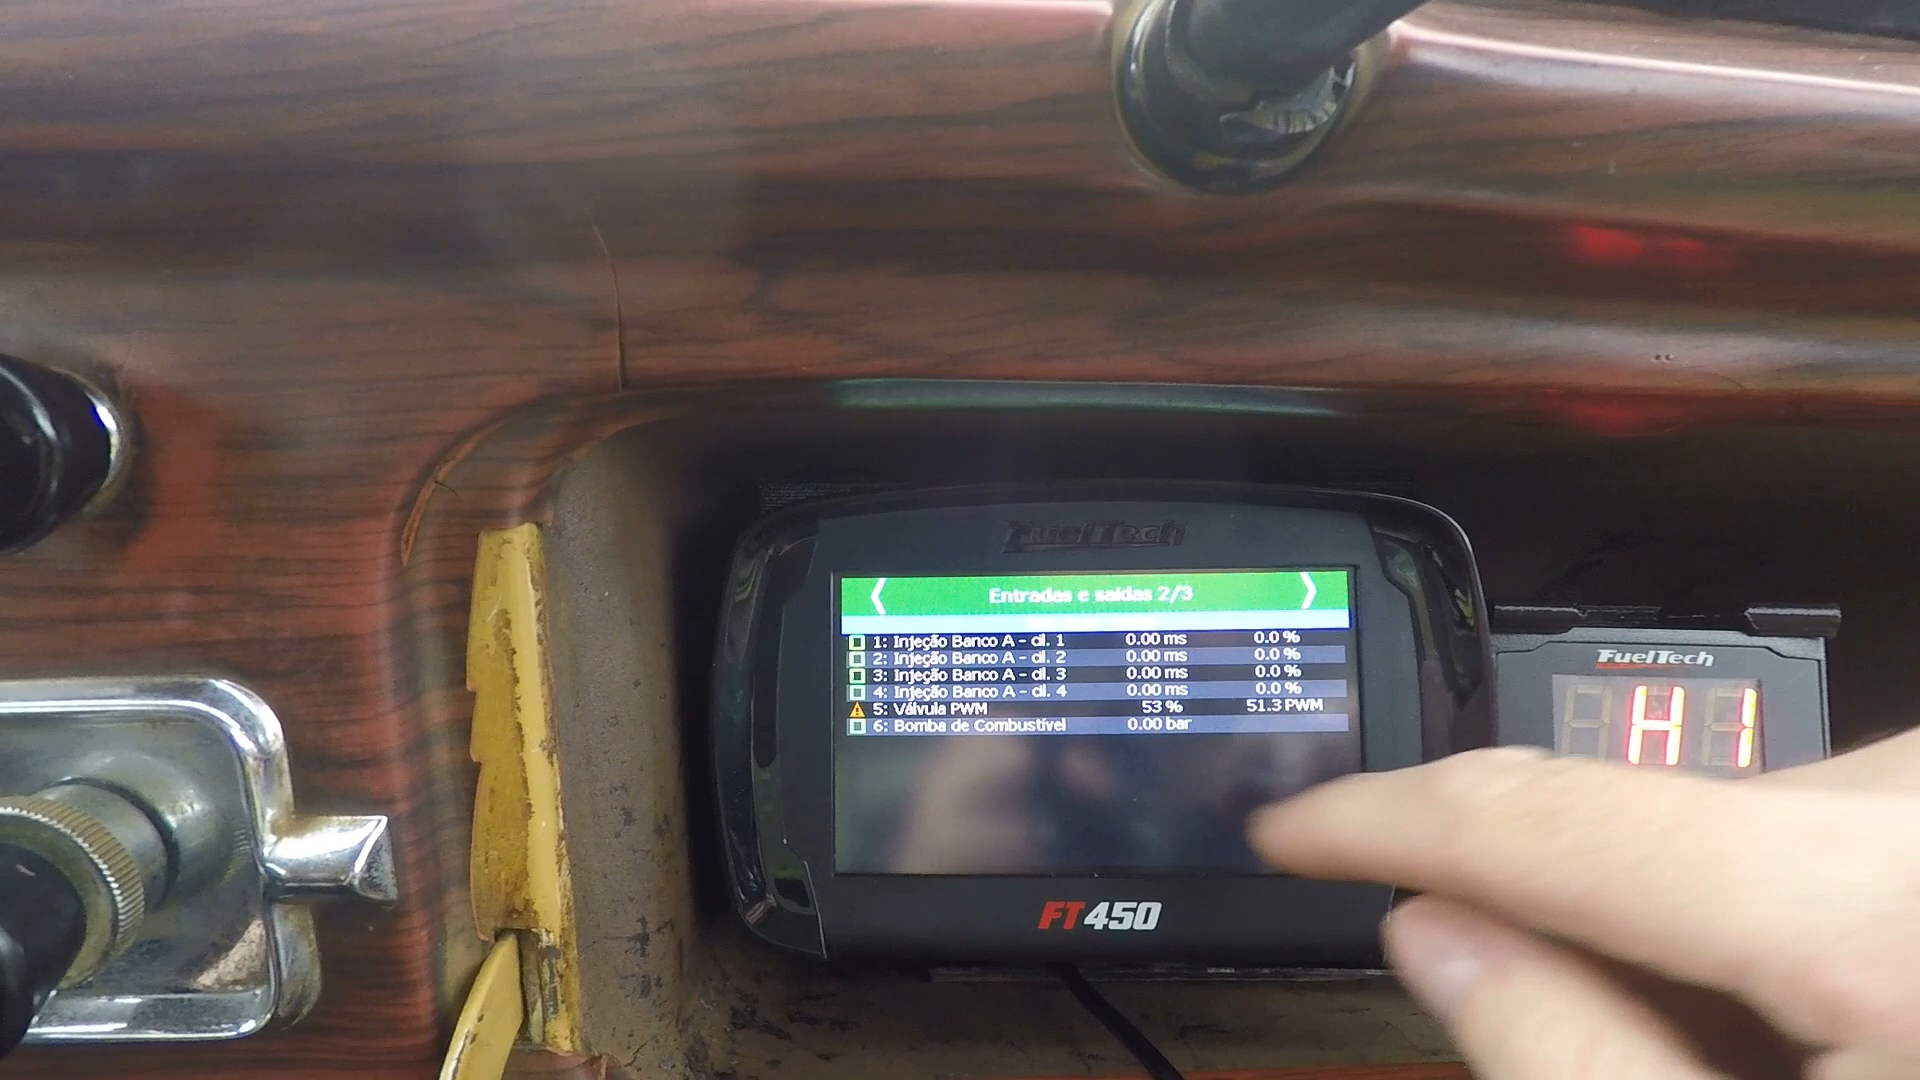 FuelTech
Entradas e saídas 2/3
1: Injeção Banco A - cil. 1 0.00 ms 0.0 %
2: Injeção Banco A - cil. 2 0.00 ms 0.0 %
3: Injeção Banco A - cil. 3 0.00 ms 0.0 %
4: Injeção Banco A - cil. 4 0.00 ms 0.0 %
5: Válvula PWM 53 % 51.3 PWM
6: Bomba de Combustível 0.00 bar
FT450
FuelTech
HI